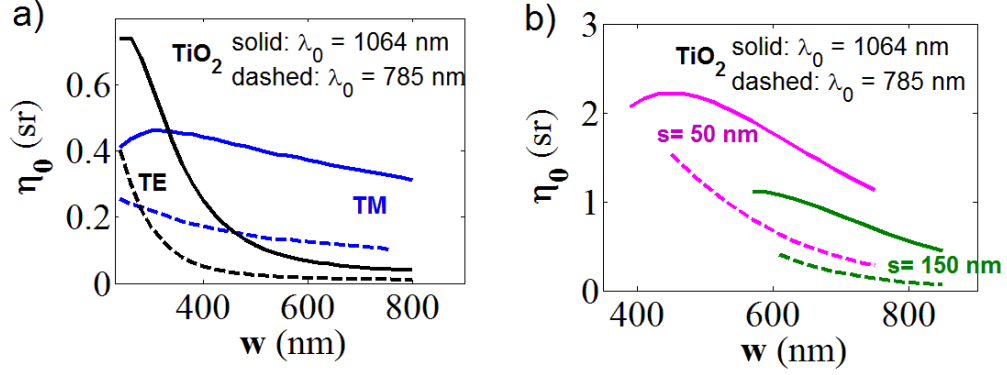 a)
TiO2
solid: λ0 = 1064 nm
dashed: λ0 = 785 nm
TE
TM
η0 (sr)
0.6
0.4
0.2
0
400
600
800
w (nm)
b)
TiO2
solid: λ0 = 1064 nm
dashed: λ0 = 785 nm
s= 50 nm
s= 150 nm
η0 (sr)
3
2
1
0
400
600
800
w (nm)